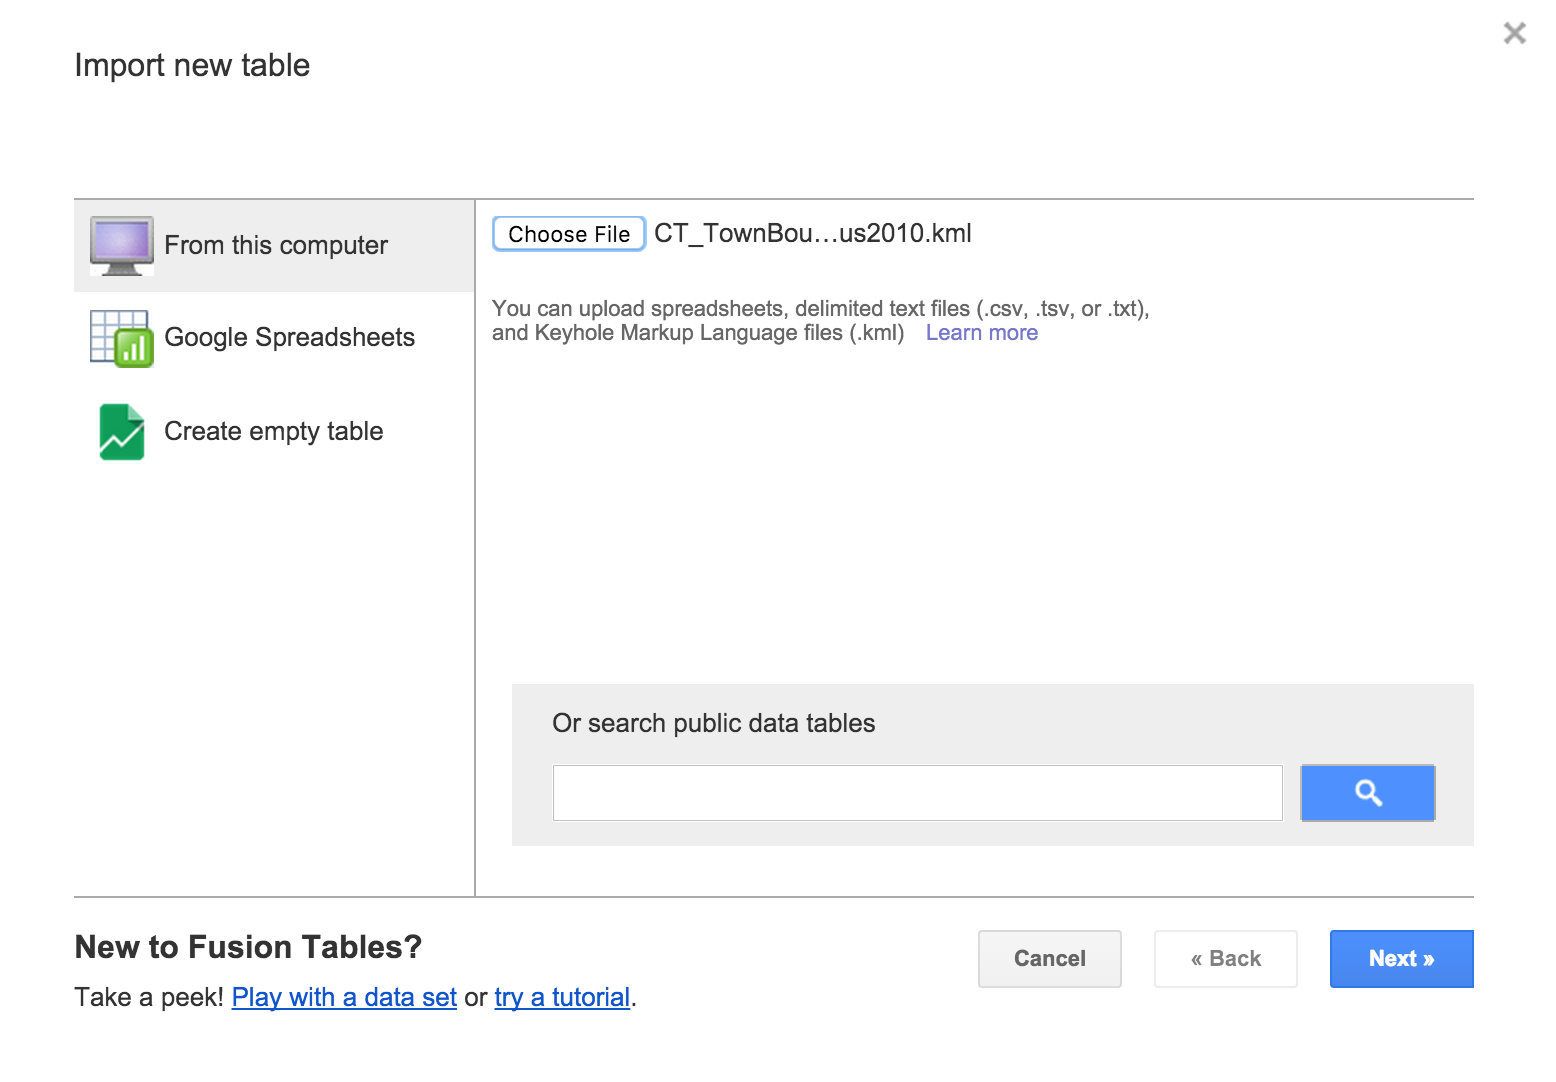 Import new table
From this computer
Google Spreadsheets
Create empty table
Choose File CT_TownBou…us2010.kml
You can upload spreadsheets, delimited text files (.csv, .tsv, or .txt),
and Keyhole Markup Language files (.kml) Learn more
Or search public data tables
New to Fusion Tables?
Take a peek! Play with a data set or try a tutorial.
Cancel
« Back
Next »